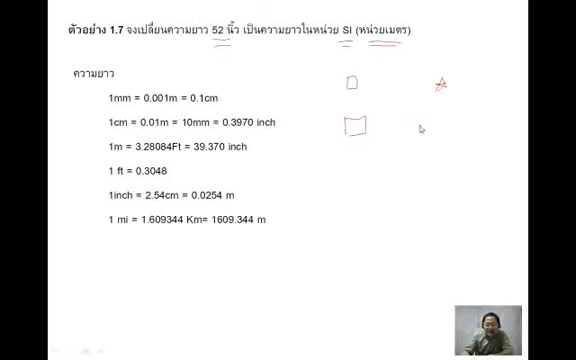 ตัวอย่าง 1.7 จงเปลี่ยนความยาว 52 นิ้ว เป็นความยาวในหน่วย SI (หน่วยเมตร)
ความยาว
1mm = 0.001m = 0.1cm
1cm = 0.01m = 10mm = 0.3970 inch
1m = 3.28084Ft = 39.370 inch
1 ft = 0.3048
1inch = 2.54cm = 0.0254 m
1 mi = 1.609344 Km= 1609.344 m